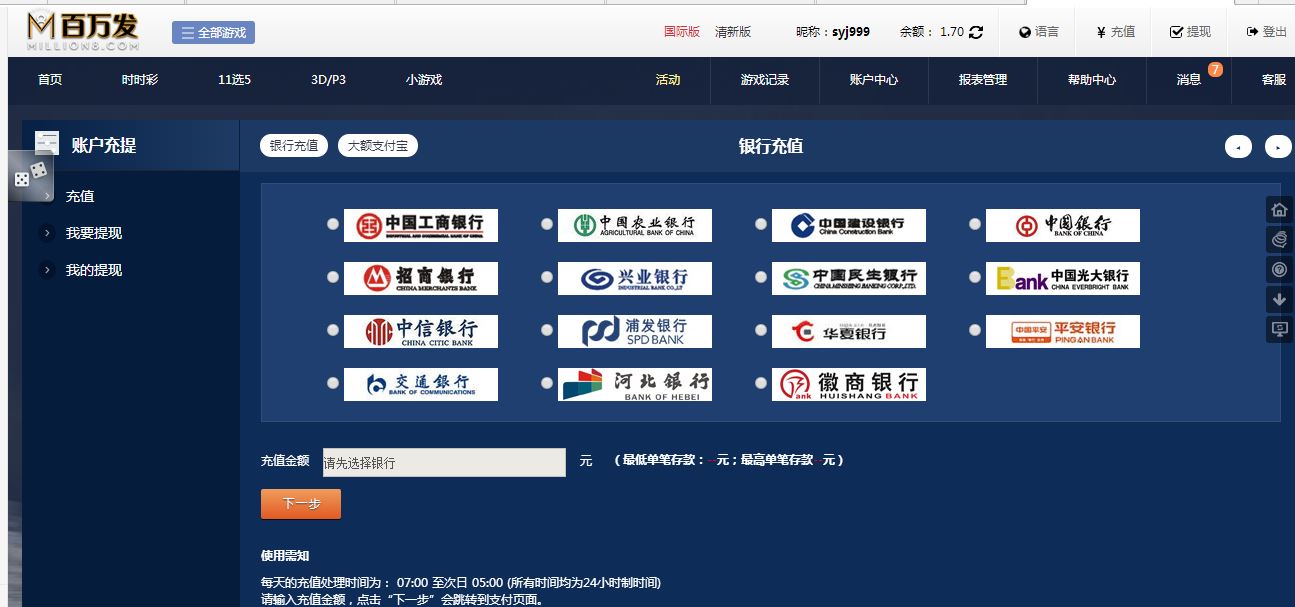 百万发
MILLION8.COM
全部游戏
国际版 清新版 昵称：syj999 余额： 1.70 语言 ¥ 充值 提现 登出
首页 时时彩 11选5 3D/P3 小游戏 活动 游戏记录 账户中心 报表管理 帮助中心 消息 7 客服
账户充提
充值
我要提现
我的提现
银行充值 大额支付宝 银行充值
中国工商银行
INDUSTRIAL AND COMMERCIAL BANK OF CHINA
中国农业银行
AGRICULTURAL BANK OF CHINA
中国建设银行
China Construction Bank
中国银行
BANK OF CHINA
招商银行
CHINA MERCHANTS BANK
兴业银行
INDUSTRIAL BANK CO.,LT
中国民生银行
CHINA MINSHENG BANKING CORP.,LTD.
Bank 中国光大银行
CHINA EVERBRIGHT BANK
中信银行
CHINA CITIC BANK
浦发银行
SPD BANK
华夏银行
中国平安 平安银行
PING AN BANK
交通銀行
BANK OF COMMUNICATIONS
河北银行
BANK OF HEBEI
徽商银行
ank HUISHANG BANK
充值金额 请先选择银行 元 （最低单笔存款：--元；最高单笔存款--元）
下一步
使用需知
每天的充值处理时间为： 07:00 至次日 05:00 (所有时间均为24小时制时间)
请输入充值金额，点击“下一步”会跳转到支付页面。